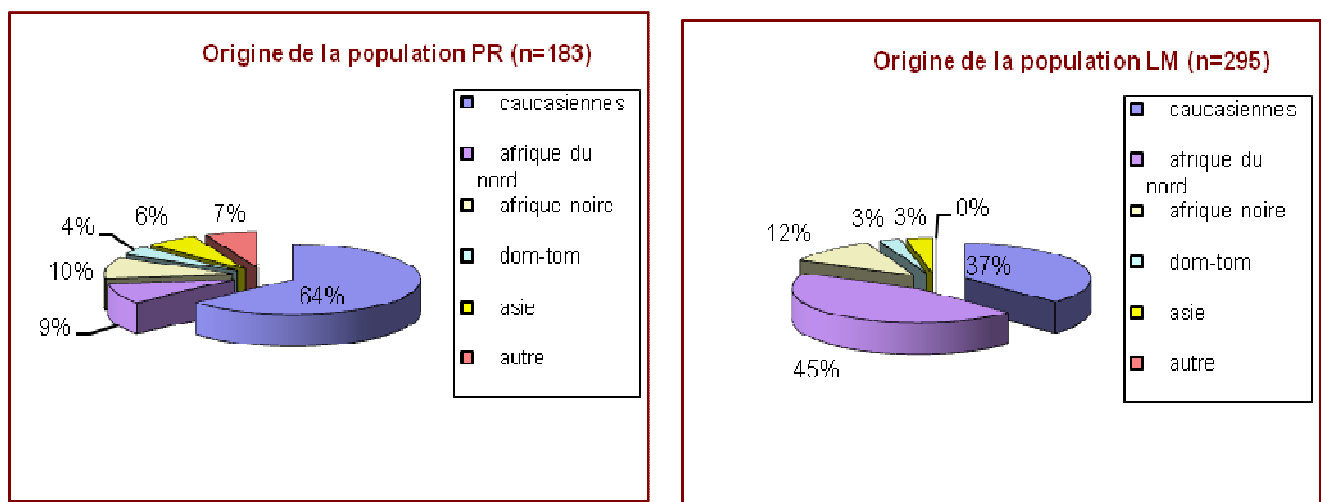 Origine de la population PR (n=183)
caucasiennes
afrique du
nord
afrique noire
dom-tom
asie
autre
64%
9%
10%
4%
6%
7%
Origine de la population LM (n=295)
caucasiennes
afrique du
nord
afrique noire
dom-tom
asie
autre
37%
45%
12%
3%
3%
0%